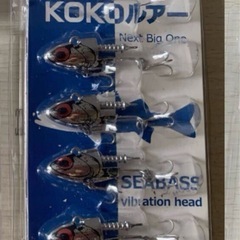 KOKOルアー
Next Big One
SEABASS
vibration head